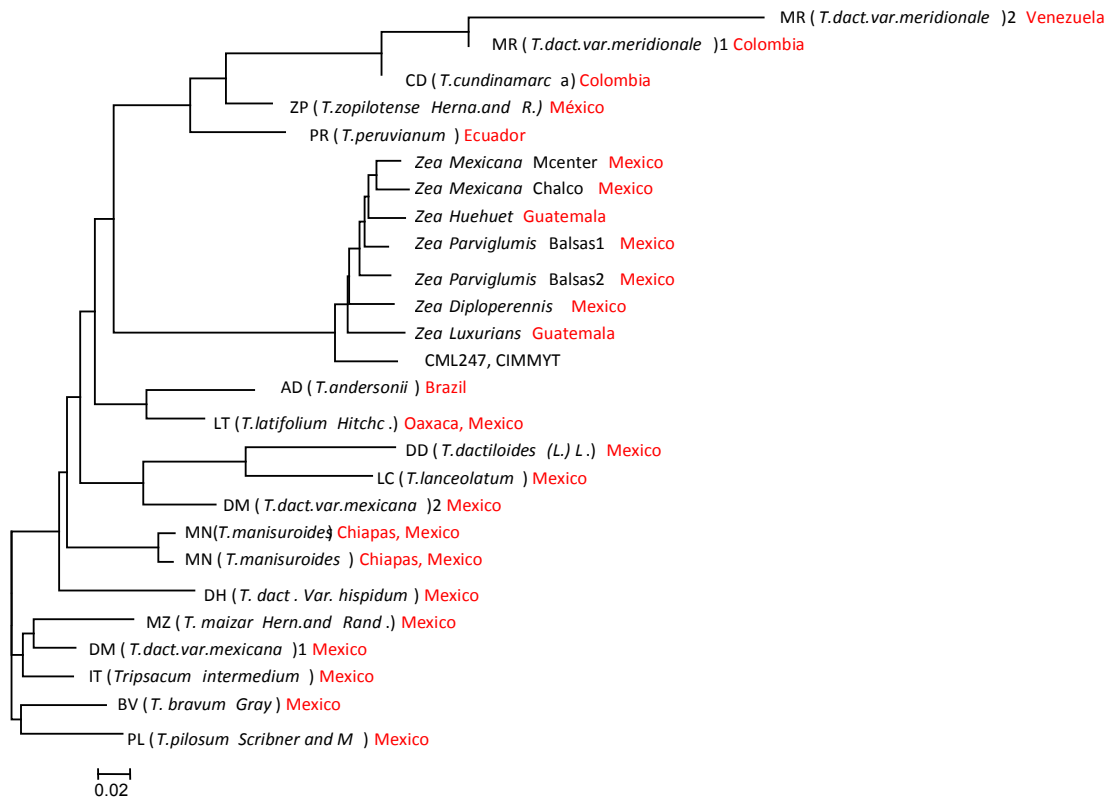 MR (T.dact.var.meridionale )2 Venezuela
MR (T.dact.var.meridionale )1 Colombia
CD (T.cundinamarc a) Colombia
ZP (T.zopilotense Herna.and R.) México
PR (T.peruvianum ) Ecuador
Zea Mexicana Mcenter Mexico
Zea Mexicana Chalco Mexico
Zea Huehuet Guatemala
Zea Parviglumis Balsas1 Mexico
Zea Parviglumis Balsas2 Mexico
Zea Diploperennis Mexico
Zea Luxurians Guatemala
CML247, CIMMYT
AD (T.andersonii ) Brazil
LT (T.latifolium Hitchc .) Oaxaca, Mexico
DD (T.dactiloides (L.) L .) Mexico
LC (T.lanceolatum ) Mexico
DM (T.dact.var.mexicana )2 Mexico
MN(T.manisuroides) Chiapas, Mexico
MN (T.manisuroides ) Chiapas, Mexico
DH (T. dact . Var. hispidum ) Mexico
MZ (T. maizar Hern.and Rand .) Mexico
DM (T.dact.var.mexicana )1 Mexico
IT (Tripsacum intermedium ) Mexico
BV (T. bravum Gray) Mexico
PL (T.pilosum Scribner and M ) Mexico
0.02